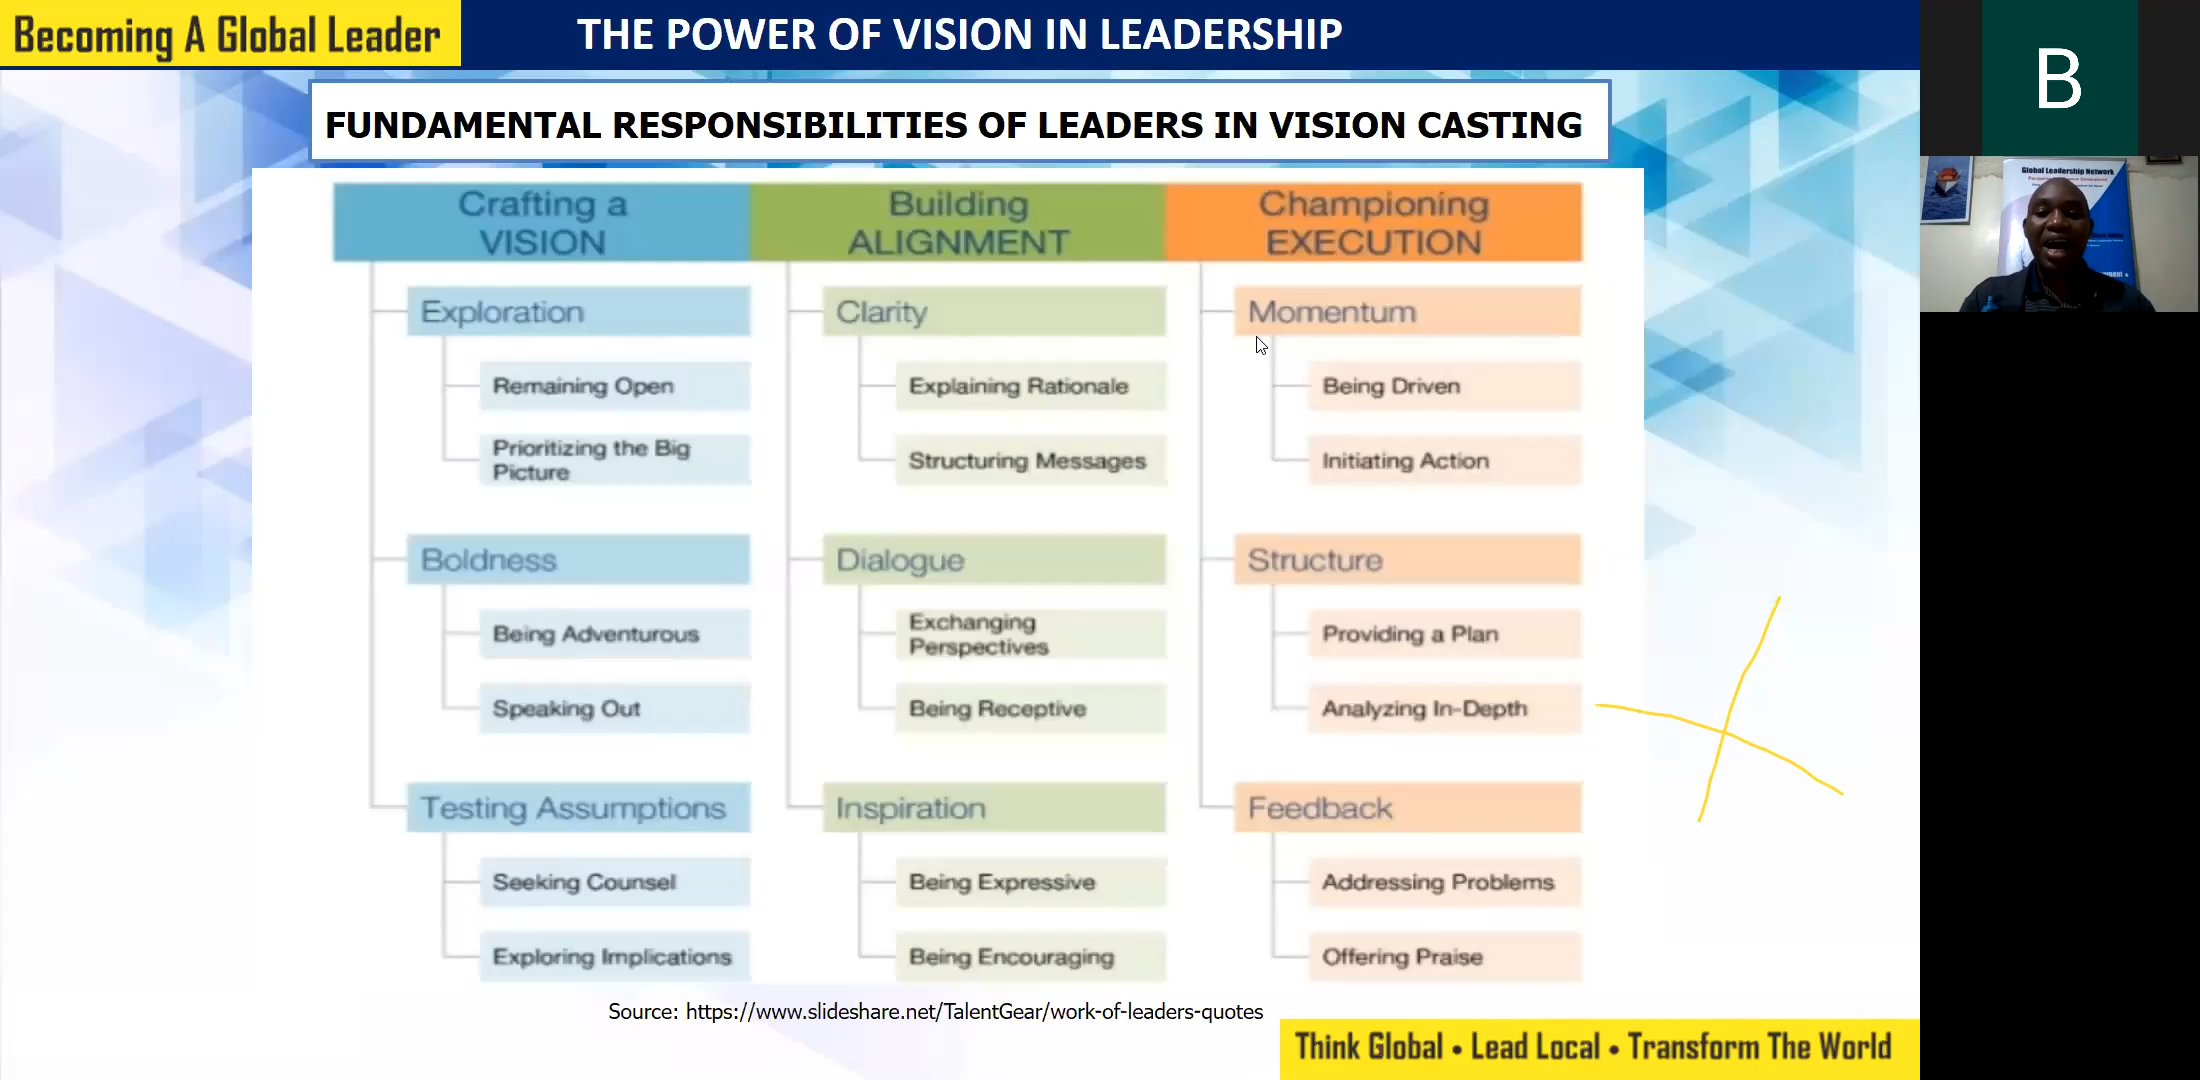 Becoming A Global Leader
THE POWER OF VISION IN LEADERSHIP
FUNDAMENTAL RESPONSIBILITIES OF LEADERS IN VISION CASTING
Crafting a
VISION
Exploration
Remaining Open
Prioritizing the Big
Picture
Boldness
Being Adventurous
Speaking Out
Testing Assumptions
Seeking Counsel
Exploring Implications
Building
ALIGNMENT
Clarity
Explaining Rationale
Structuring Messages
Dialogue
Exchanging
Perspectives
Being Receptive
Inspiration
Being Expressive
Being Encouraging
Championing
EXECUTION
Momentum
Being Driven
Initiating Action
Structure
Providing a Plan
Analyzing In-Depth
Feedback
Addressing Problems
Offering Praise
Source: https://www.slideshare.net/TalentGear/work-of-leaders-quotes
Think Global • Lead Local • Transform The World
B
Global Leadership Network